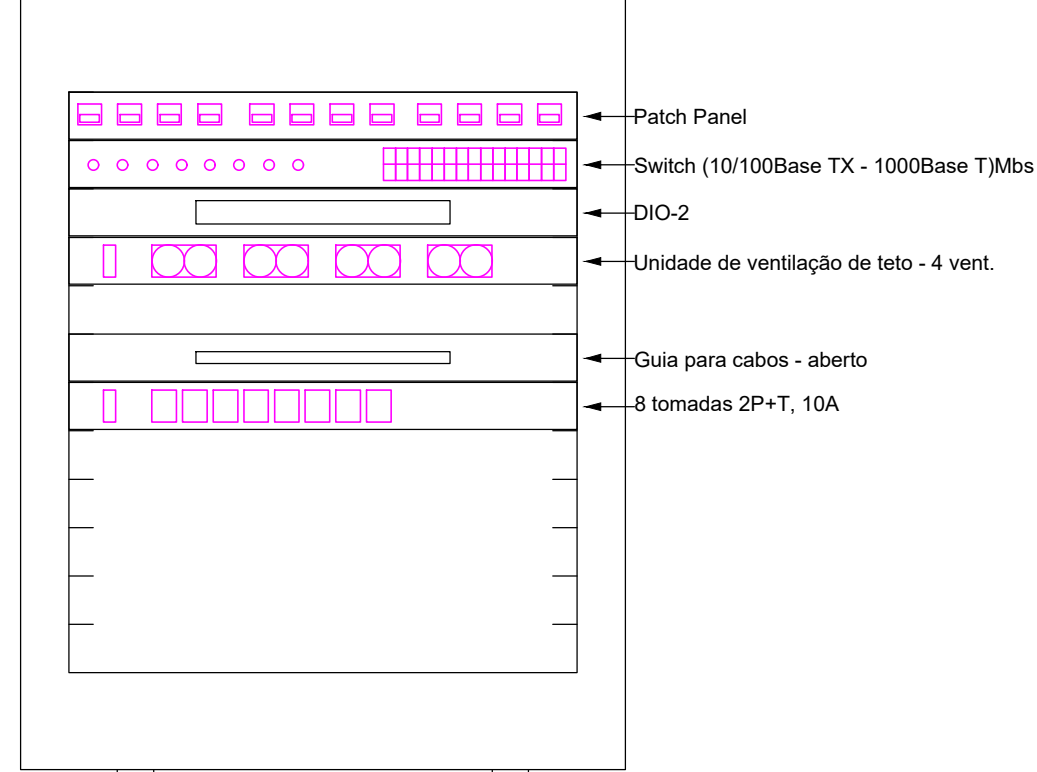 Patch Panel
Switch (10/100Base TX - 1000Base T)Mbs
DIO-2
Unidade de ventilação de teto - 4 vent.
Guia para cabos - aberto
8 tomadas 2P+T, 10A